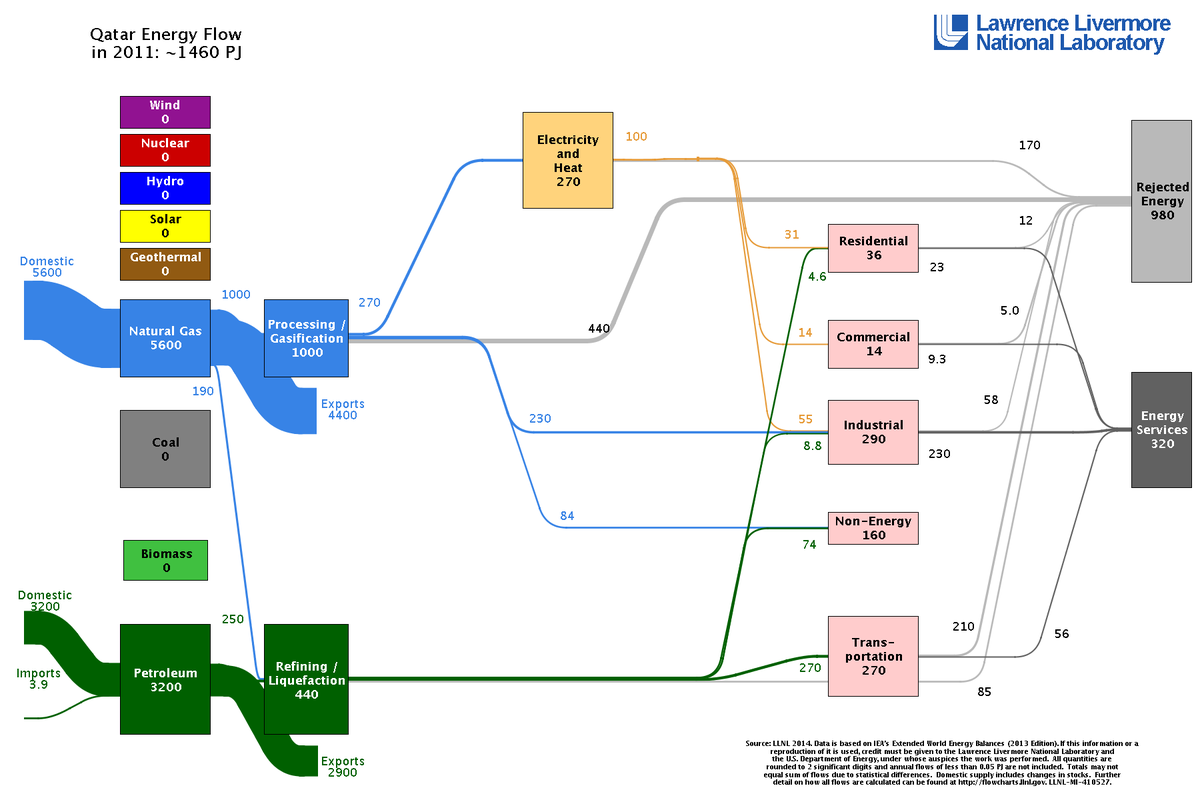 Qatar Energy Flow
in 2011: ~1460 PJ
Lawrence Livermore
National Laboratory
Wind
0
Nuclear
0
Hydro
0
Solar
0
Geothermal
0
Domestic
5600
Natural Gas
5600
1000
190
Processing /
Gasification
1000
Exports
4400
Coal
0
Biomass
0
Domestic
3200
Imports
3.9
Petroleum
3200
250
Refining /
Liquefaction
440
Exports
2900
270
Electricity
and
Heat
270
100
440
230
84
31
4.6
14
55
8.8
74
270
Residential
36
Commercial
14
Industrial
290
Non-Energy
160
Trans-
portation
270
170
12
23
5.0
9.3
58
230
210
56
85
Rejected
Energy
980
Energy
Services
320
Source: LLNL 2014. Data is based on IEA's Extended World Energy Balances (2013 Edition). If this information or a
reproduction of it is used, credit must be given to the Lawrence Livermore National Laboratory and
the U.S. Department of Energy, under whose auspices the work was performed. All quantities are
rounded to 2 significant digits and annual flows of less than 0.05 PJ are not included. Totals may not
equal sum of flows due to statistical differences. Domestic supply includes changes in stocks. Further
detail on how all flows are calculated can be found at http://flowcharts.llnl.gov. LLNL-MI-410527.